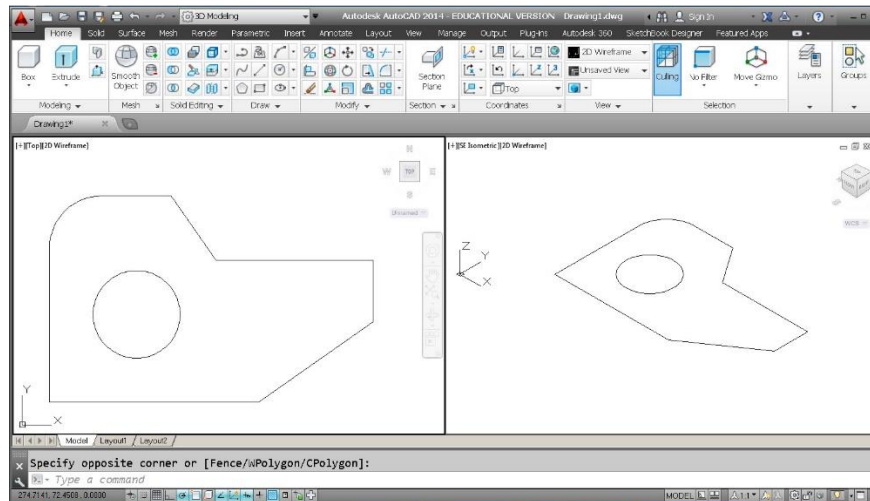 3D Modeling Autodesk AutoCAD 2014 - EDUCATIONAL VERSION Drawing1.dwg Sign In
Home Solid Surface Mesh Render Parametric Insert Annotate Layout View Manage Output Plug-ins Autodesk 360 SketchBook Designer Featured Apps
2D Wireframe
Box Extrude Smooth Object Section Plane Unsaved View Culling No Filter Move Gizmo Layers Groups
Top
Modeling Mesh Solid Editing Draw Modify Section Coordinates View Selection
Drawing1*
[+][Top][2D Wireframe] [+][SE Isometric][2D Wireframe]
N
W TOP E
S
Unnamed
WCS
Z
Y
X
Y
X
Model Layout1 Layout2
Specify opposite corner or [Fence/WPolygon/CPolygon]:
Type a command
274.7141, 72.4508, 0.0000 MODEL 1:1